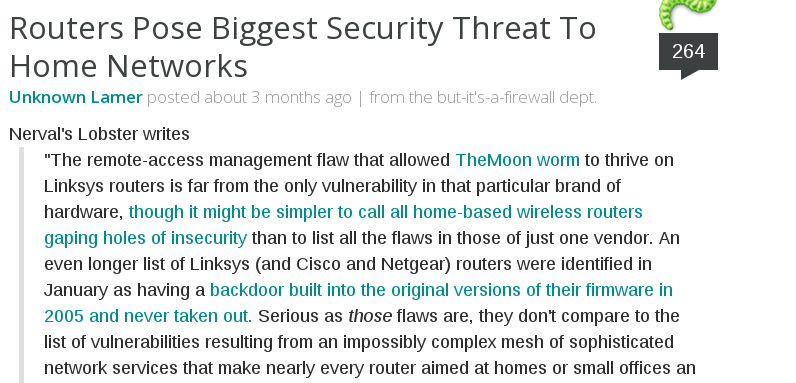 Routers Pose Biggest Security Threat To
Home Networks
264
Unknown Lamer posted about 3 months ago | from the but-it's-a-firewall dept.
Nerval's Lobster writes
"The remote-access management flaw that allowed TheMoon worm to thrive on
Linksys routers is far from the only vulnerability in that particular brand of
hardware, though it might be simpler to call all home-based wireless routers
gaping holes of insecurity than to list all the flaws in those of just one vendor. An
even longer list of Linksys (and Cisco and Netgear) routers were identified in
January as having a backdoor built into the original versions of their firmware in
2005 and never taken out. Serious as those flaws are, they don't compare to the
list of vulnerabilities resulting from an impossibly complex mesh of sophisticated
network services that make nearly every router aimed at homes or small offices an